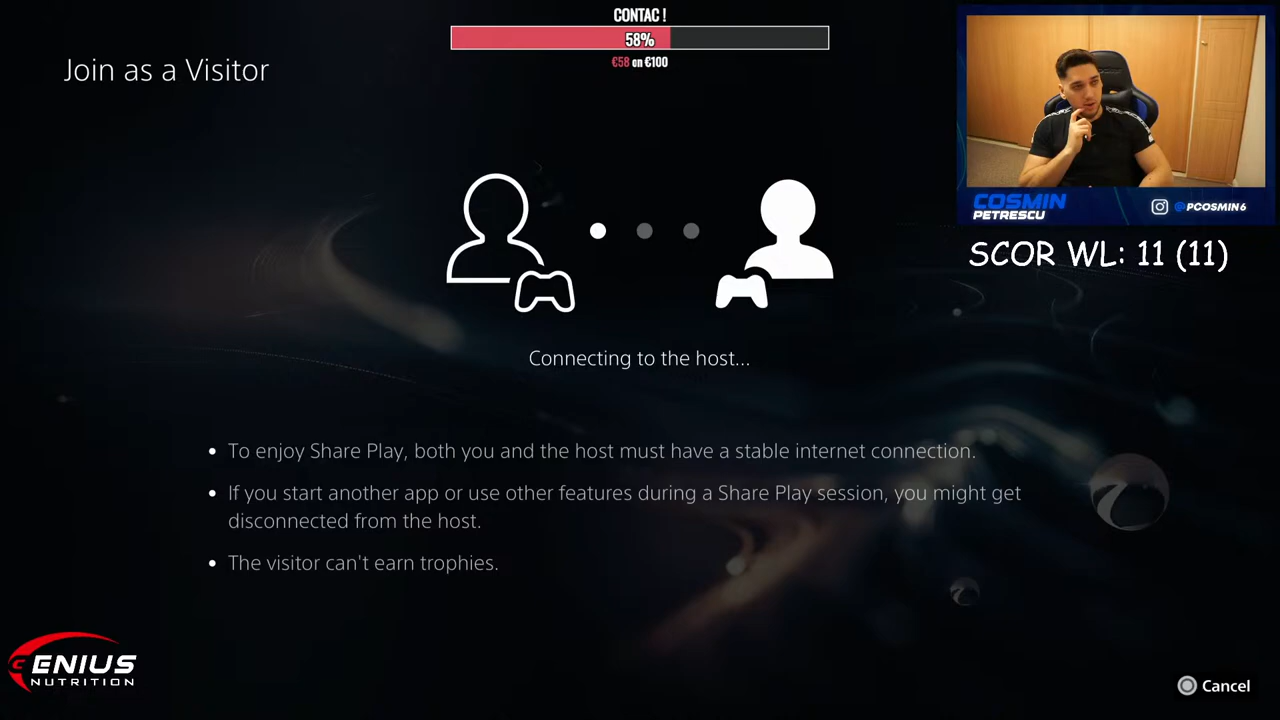 CONTAC !
58%
€58 on €100
Join as a Visitor
COSMIN
PETRESCU
@PCOSMIN6
SCOR WL: 11 (11)
Connecting to the host...
• To enjoy Share Play, both you and the host must have a stable internet connection.
• If you start another app or use other features during a Share Play session, you might get
disconnected from the host.
• The visitor can't earn trophies.
GENIUS
NUTRITION
Cancel